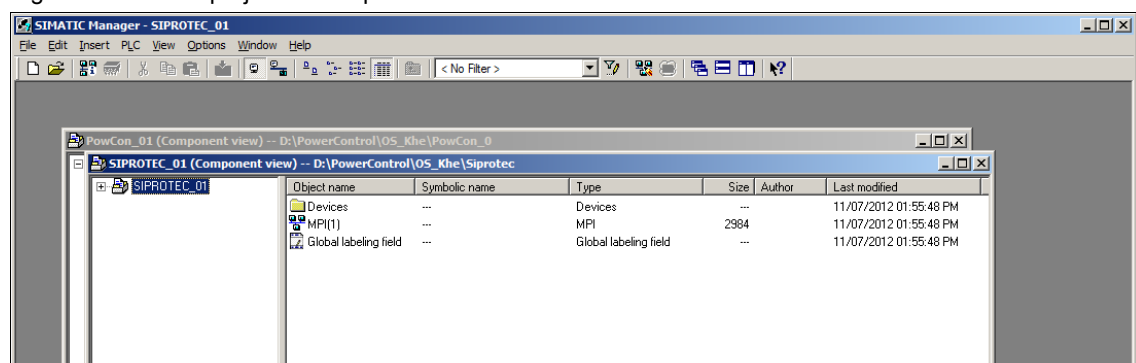 SIMATIC Manager - SIPROTEC_01
File Edit Insert PLC View Options Window Help
< No Filter >
PowCon_01 (Component view) -- D:\PowerControl\OS_Khe\PowCon_0
SIPROTEC_01 (Component view) -- D:\PowerControl\OS_Khe\Siprotec
SIPROTEC_01
Object name Symbolic name Type Size Author Last modified
Devices --- Devices --- 11/07/2012 01:55:48 PM
MPI(1) --- MPI 2984 11/07/2012 01:55:48 PM
Global labeling field --- Global labeling field --- 11/07/2012 01:55:48 PM